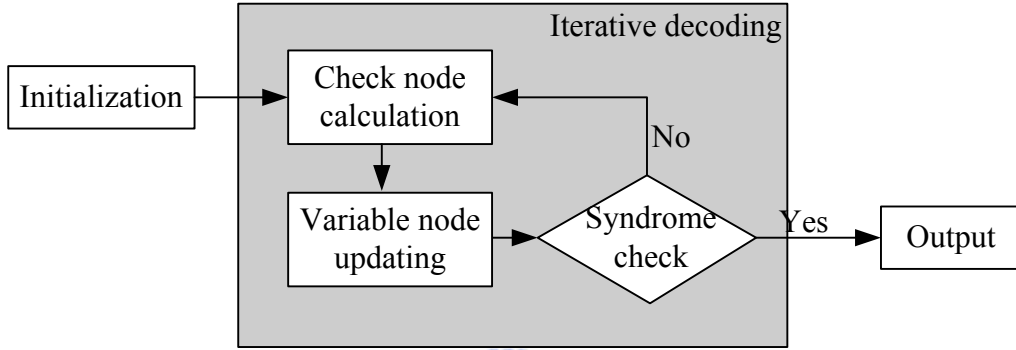 Iterative decoding
Initialization
Check node
calculation
No
Variable node
updating
Syndrome
check
Yes
Output